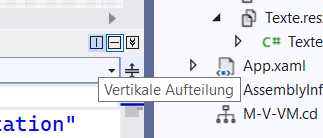 Texte.res
C# Texte
App.xaml
Vertikale Aufteilung
AssemblyInf
tation"
M-V-VM.cd